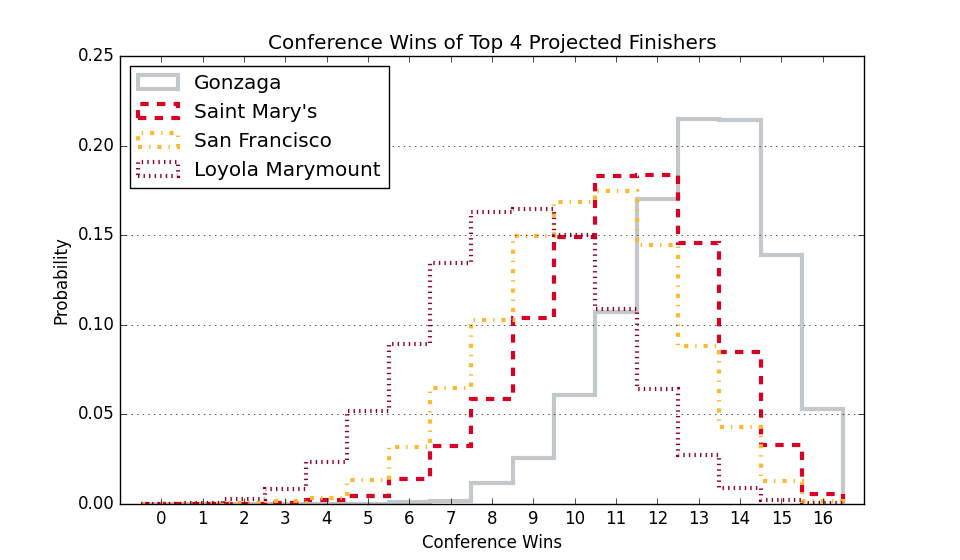 Conference Wins of Top 4 Projected Finishers
0.25
0.20
0.15
0.10
0.05
0.00
Probability
Gonzaga
Saint Mary's
San Francisco
Loyola Marymount
0 1 2 3 4 5 6 7 8 9 10 11 12 13 14 15 16
Conference Wins